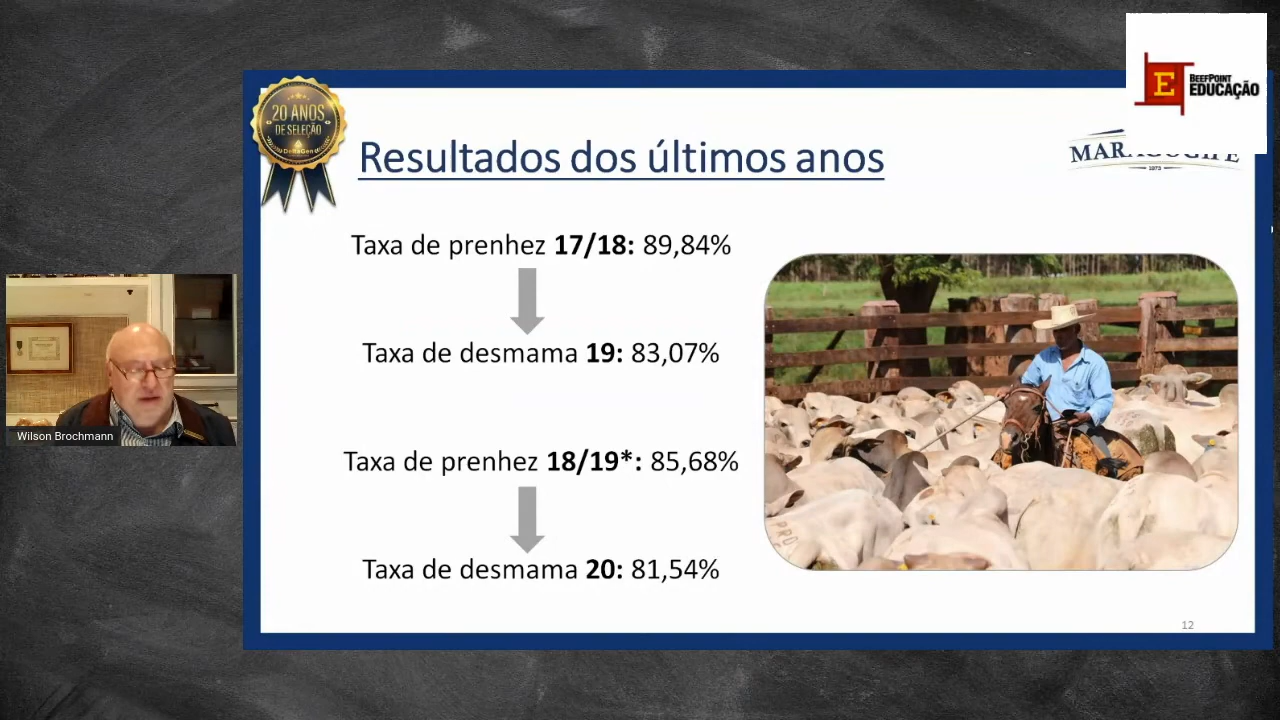 BEEFPOINT
E EDUCAÇÃO
20 ANOS
DE SELEÇÃO
DeltaGen
Resultados dos últimos anos
1973
Taxa de prenhez 17/18: 89,84%
Taxa de desmama 19: 83,07%
Taxa de prenhez 18/19*: 85,68%
Taxa de desmama 20: 81,54%
Wilson Brochmann
12